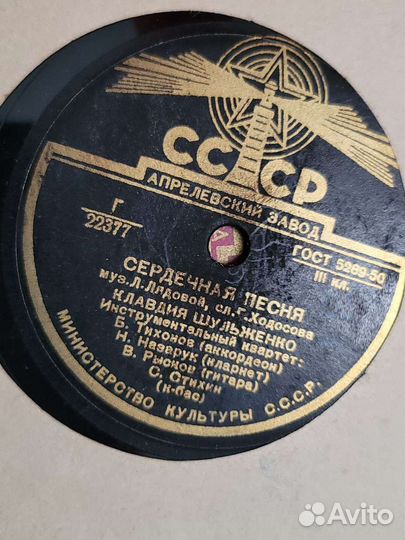 СССР
АПРЕЛЕВСКИЙ ЗАВОД
Г
22377
ГОСТ 5289-50
III кл.
СЕРДЕЧНАЯ ПЕСНЯ
муз. Л. Лядовой, сл. Г. Ходосова
КЛАВДИЯ ШУЛЬЖЕНКО
Инструментальный квартет:
Б. Тихонов (аккордеон)
Н. Назарук (кларнет)
В. Рысков (гитара)
С. Стихин
(к-бас)
МИНИСТЕРСТВО КУЛЬТУРЫ С.С.С.Р.
Avito